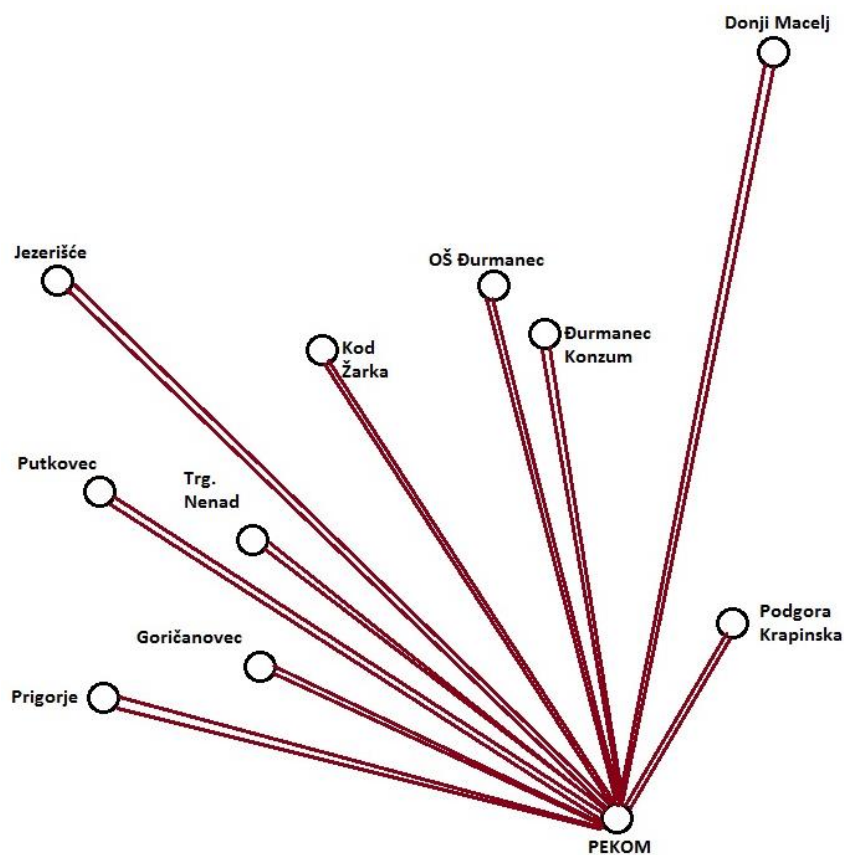 Donji Macelj
Jezerišće
OŠ Đurmanec
Đurmanec
Konzum
Kod
Žarka
Putkovec
Trg.
Nenad
Podgora
Krapinska
Goričanovec
Prigorje
PEKOM